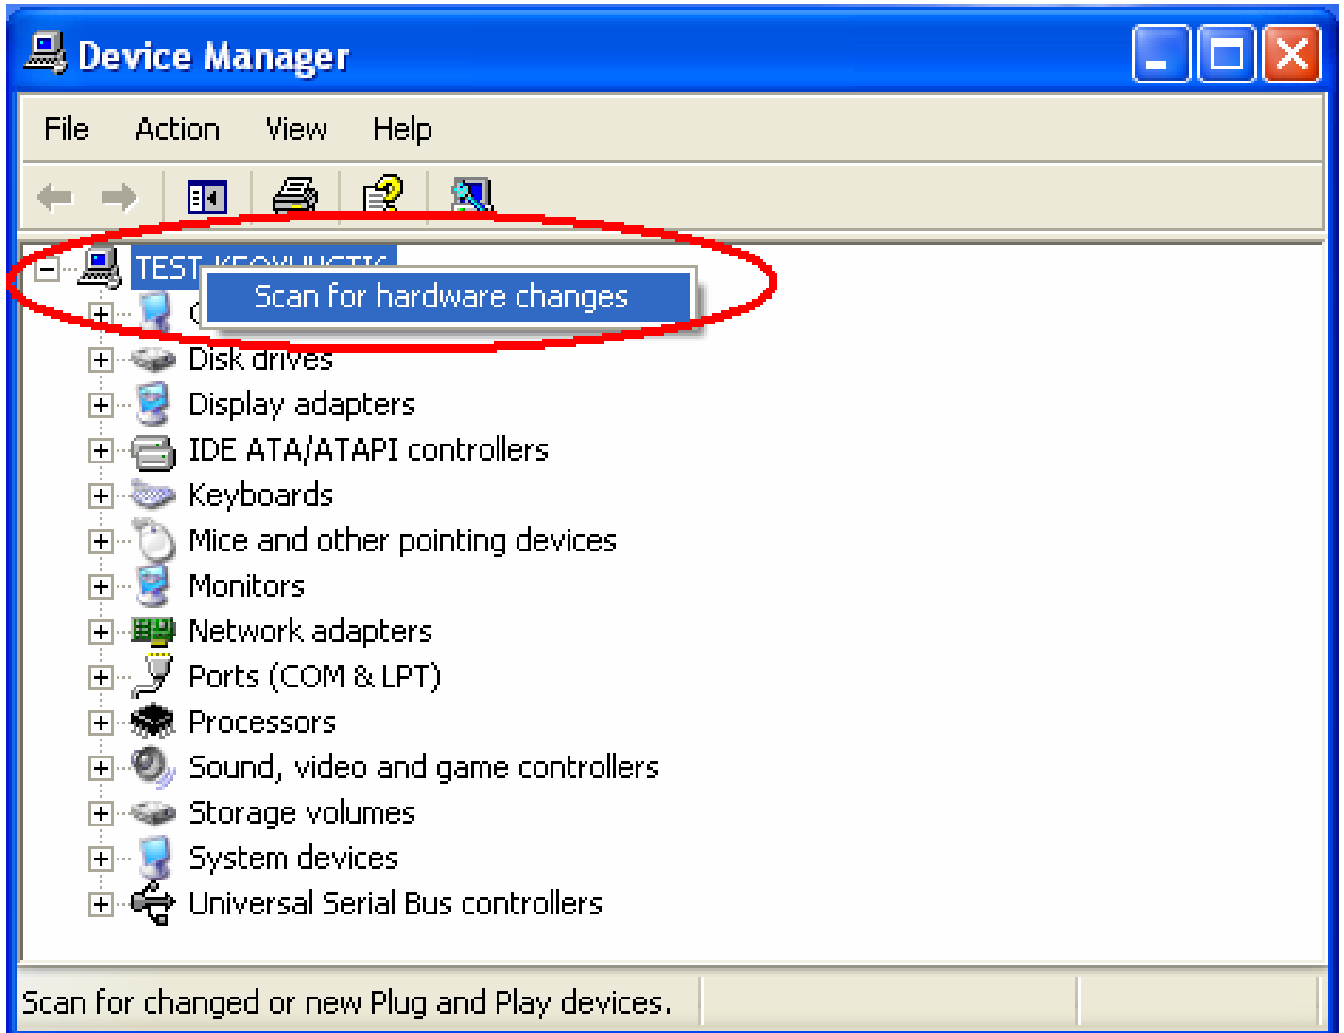 Device Manager
File Action View Help
TEST
Scan for hardware changes
Disk drives
Display adapters
IDE ATA/ATAPI controllers
Keyboards
Mice and other pointing devices
Monitors
Network adapters
Ports (COM & LPT)
Processors
Sound, video and game controllers
Storage volumes
System devices
Universal Serial Bus controllers
Scan for changed or new Plug and Play devices.